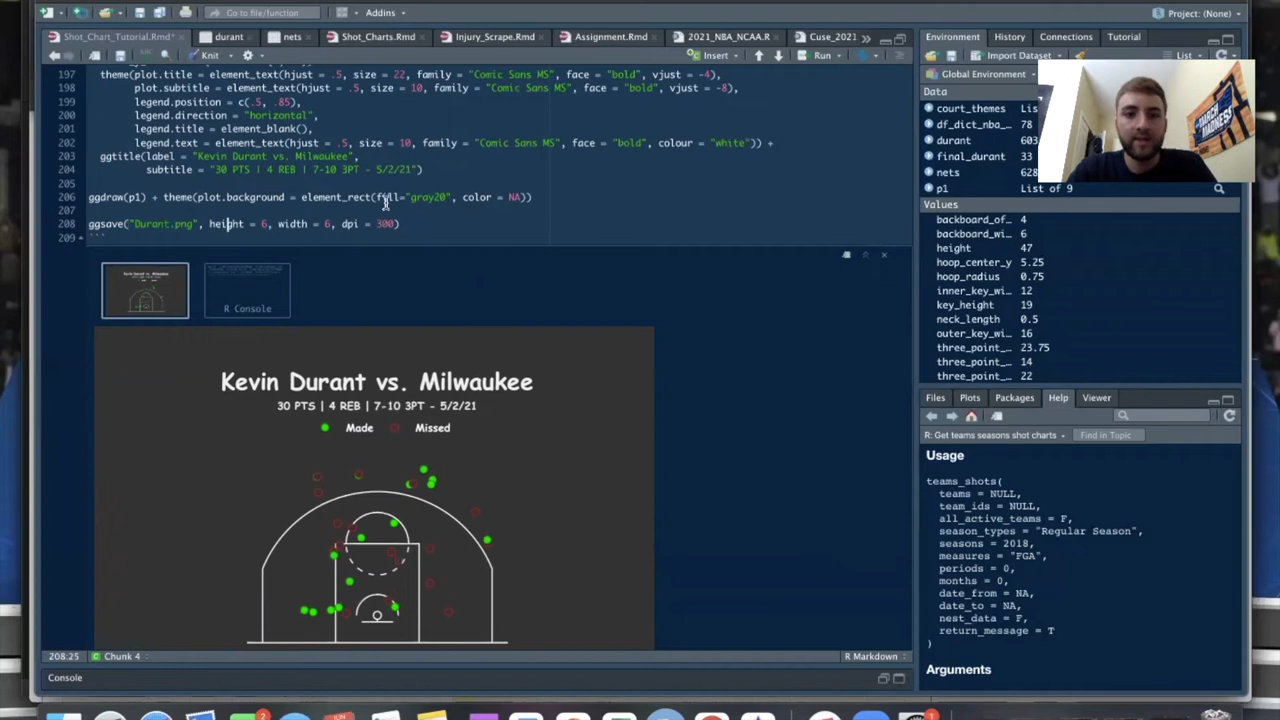 Go to file/function
Addins
Project: (None)
Shot_Chart_Tutorial.Rmd*
durant
nets
Shot_Charts.Rmd
Injury_Scrape.Rmd
Assignment.Rmd
2021_NBA_NCAA.R
Cuse_2021
Knit
Insert
Run
197 theme(plot.title = element_text(hjust = .5, size = 22, family = "Comic Sans MS", face = "bold", vjust = -4),
198 plot.subtitle = element_text(hjust = .5, size = 10, family = "Comic Sans MS", face = "bold", vjust = -8),
199 legend.position = c(.5, .85),
200 legend.direction = "horizontal",
201 legend.title = element_blank(),
202 legend.text = element_text(hjust = .5, size = 10, family = "Comic Sans MS", face = "bold", colour = "white")) +
203 ggtitle(label = "Kevin Durant vs. Milwaukee",
204 subtitle = "30 PTS | 4 REB | 7-10 3PT - 5/2/21")
205
206 ggdraw(p1) + theme(plot.background = element_rect(fill="gray20", color = NA))
207
208 ggsave("Durant.png", height = 6, width = 6, dpi = 300)
209 ```
R Console
Kevin Durant vs. Milwaukee
30 PTS | 4 REB | 7-10 3PT - 5/2/21
Made Missed
208:25
Chunk 4
R Markdown
Console
Environment History Connections Tutorial
Import Dataset
List
Global Environment
Data
court_themes List
df_dict_nba_… 78
durant 603
final_durant 33
nets 628
p1 List of 9
Values
backboard_of… 4
backboard_wi… 6
height 47
hoop_center_y 5.25
hoop_radius 0.75
inner_key_wi… 12
key_height 19
neck_length 0.5
outer_key_wi… 16
three_point_… 23.75
three_point_… 14
three_point_… 22
MARCH MADNESS
Files Plots Packages Help Viewer
R: Get teams seasons shot charts
Find in Topic
Usage
teams_shots(
teams = NULL,
team_ids = NULL,
all_active_teams = F,
season_types = "Regular Season",
seasons = 2018,
measures = "FGA",
periods = 0,
months = 0,
date_from = NA,
date_to = NA,
nest_data = F,
return_message = T
)
Arguments
2
JUN
1